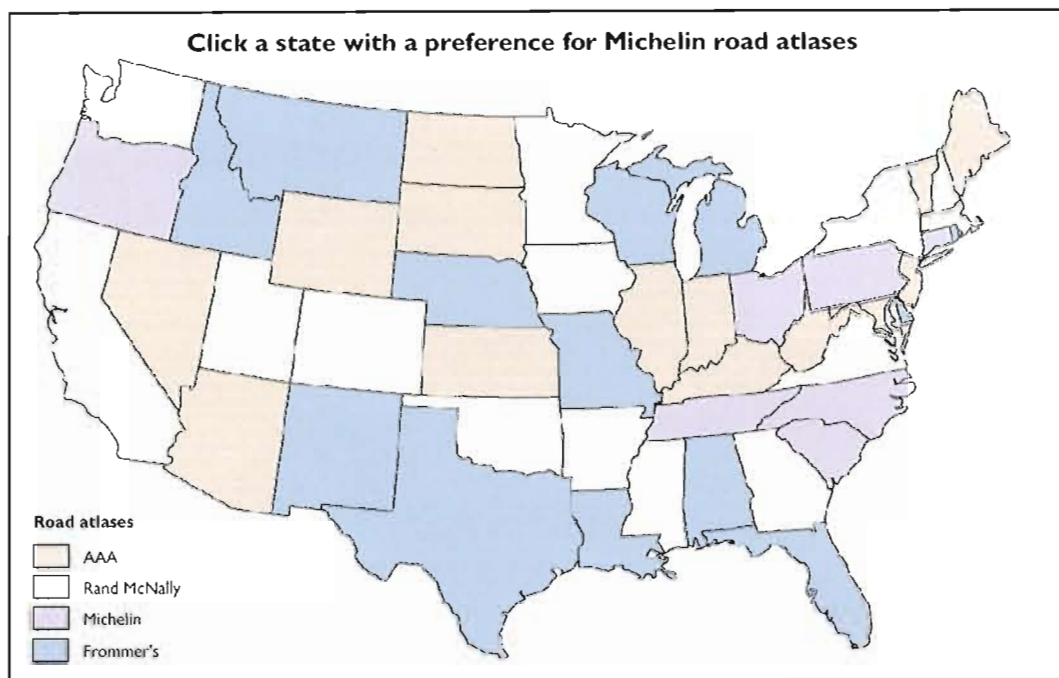 Click a state with a preference for Michelin road atlases
Road atlases
AAA
Rand McNally
Michelin
Frommer's